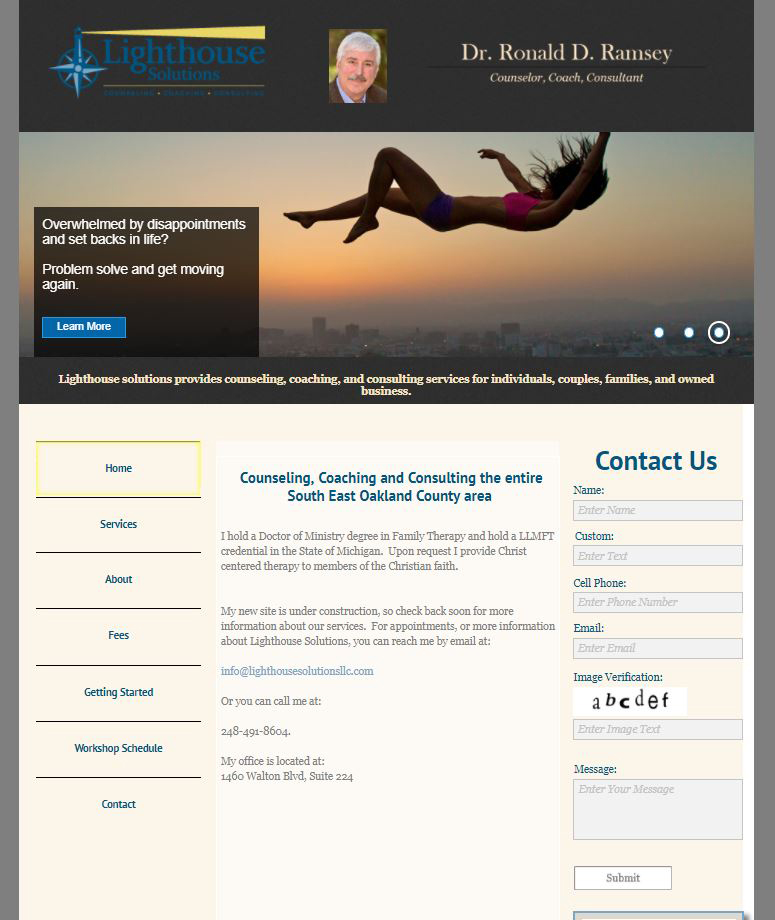 Lighthouse
Solutions
COUNSELING • COACHING • CONSULTING
Dr. Ronald D. Ramsey
Counselor, Coach, Consultant
Overwhelmed by disappointments
and set backs in life?
Problem solve and get moving
again.
Learn More
Lighthouse solutions provides counseling, coaching, and consulting services for individuals, couples, families, and owned
business.
Home
Services
About
Fees
Getting Started
Workshop Schedule
Contact
Counseling, Coaching and Consulting the entire
South East Oakland County area
I hold a Doctor of Ministry degree in Family Therapy and hold a LLMFT
credential in the State of Michigan. Upon request I provide Christ
centered therapy to members of the Christian faith.
My new site is under construction, so check back soon for more
information about our services. For appointments, or more information
about Lighthouse Solutions, you can reach me by email at:
info@lighthousesolutionsllc.com
Or you can call me at:
248-491-8604.
My office is located at:
1460 Walton Blvd, Suite 224
Contact Us
Name:
Enter Name
Custom:
Enter Text
Cell Phone:
Enter Phone Number
Email:
Enter Email
Image Verification:
abcdef
Enter Image Text
Message:
Enter Your Message
Submit